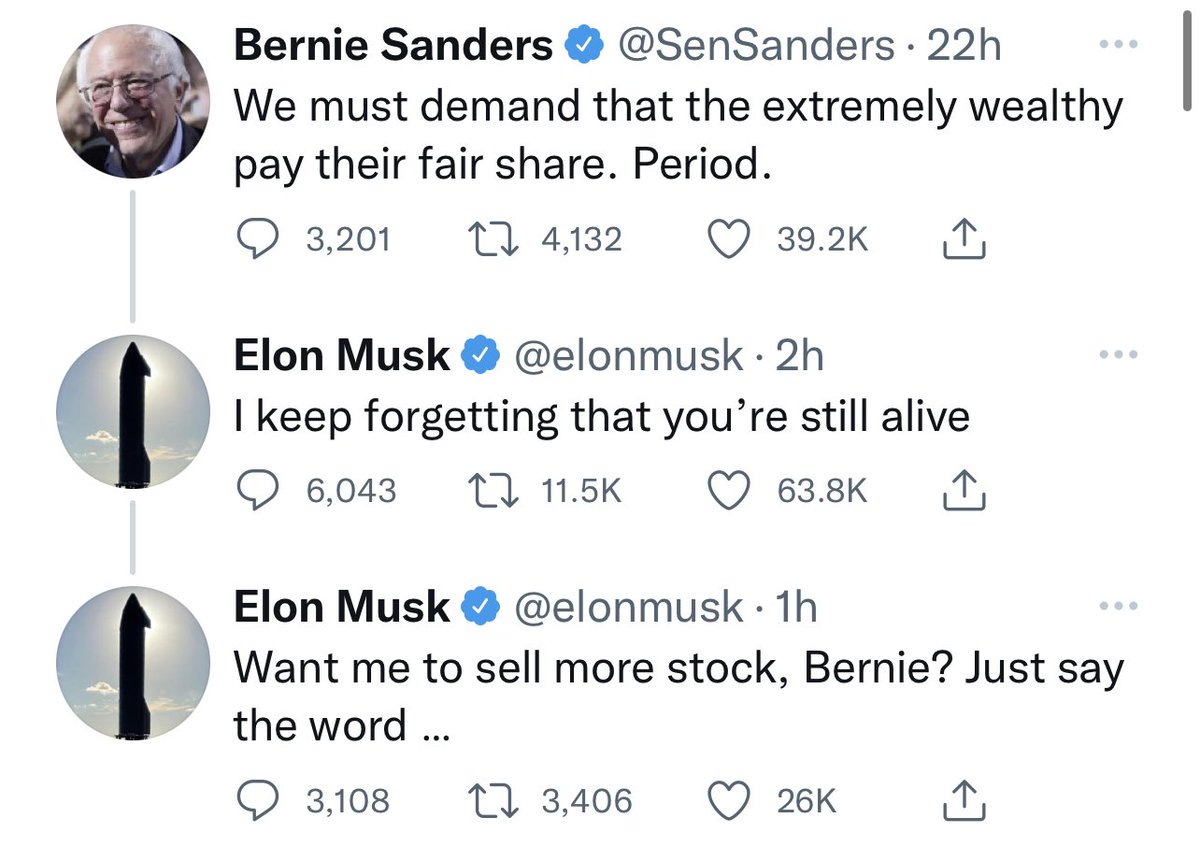 Bernie Sanders @SenSanders · 22h
We must demand that the extremely wealthy
pay their fair share. Period.
3,201 4,132 39.2K
Elon Musk @elonmusk · 2h
I keep forgetting that you’re still alive
6,043 11.5K 63.8K
Elon Musk @elonmusk · 1h
Want me to sell more stock, Bernie? Just say
the word ...
3,108 3,406 26K